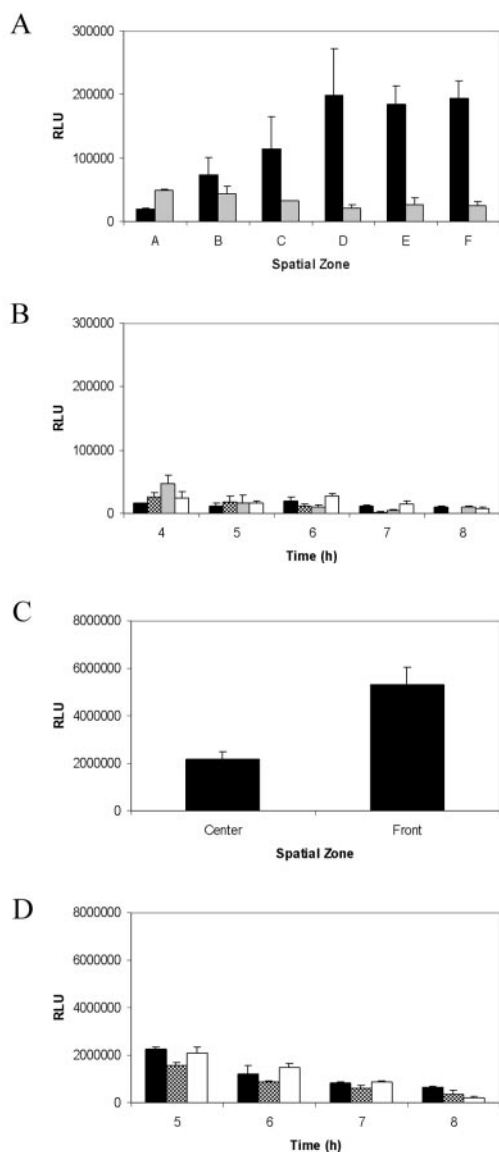 A
300000
200000
100000
0
RLU
A B C D E F
Spatial Zone
B
300000
200000
100000
0
RLU
4 5 6 7 8
Time (h)
C
8000000
6000000
4000000
2000000
0
RLU
Center Front
Spatial Zone
D
8000000
6000000
4000000
2000000
0
RLU
5 6 7 8
Time (h)